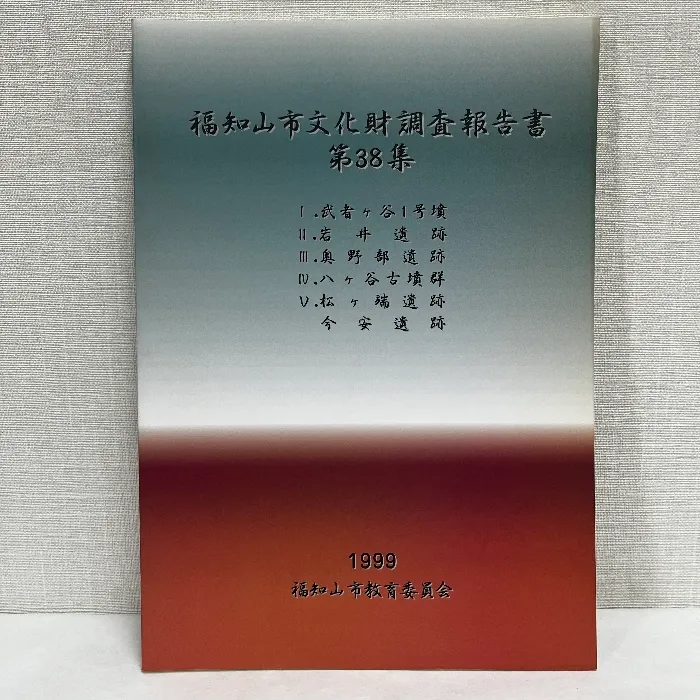 福知山市文化財調査報告書
第38集
Ⅰ.武者ヶ谷1号墳
Ⅱ.岩井遺跡
Ⅲ.奥野部遺跡
Ⅳ.八ヶ谷古墳群
Ⅴ.松ヶ端遺跡
今安遺跡
1999
福知山市教育委員会